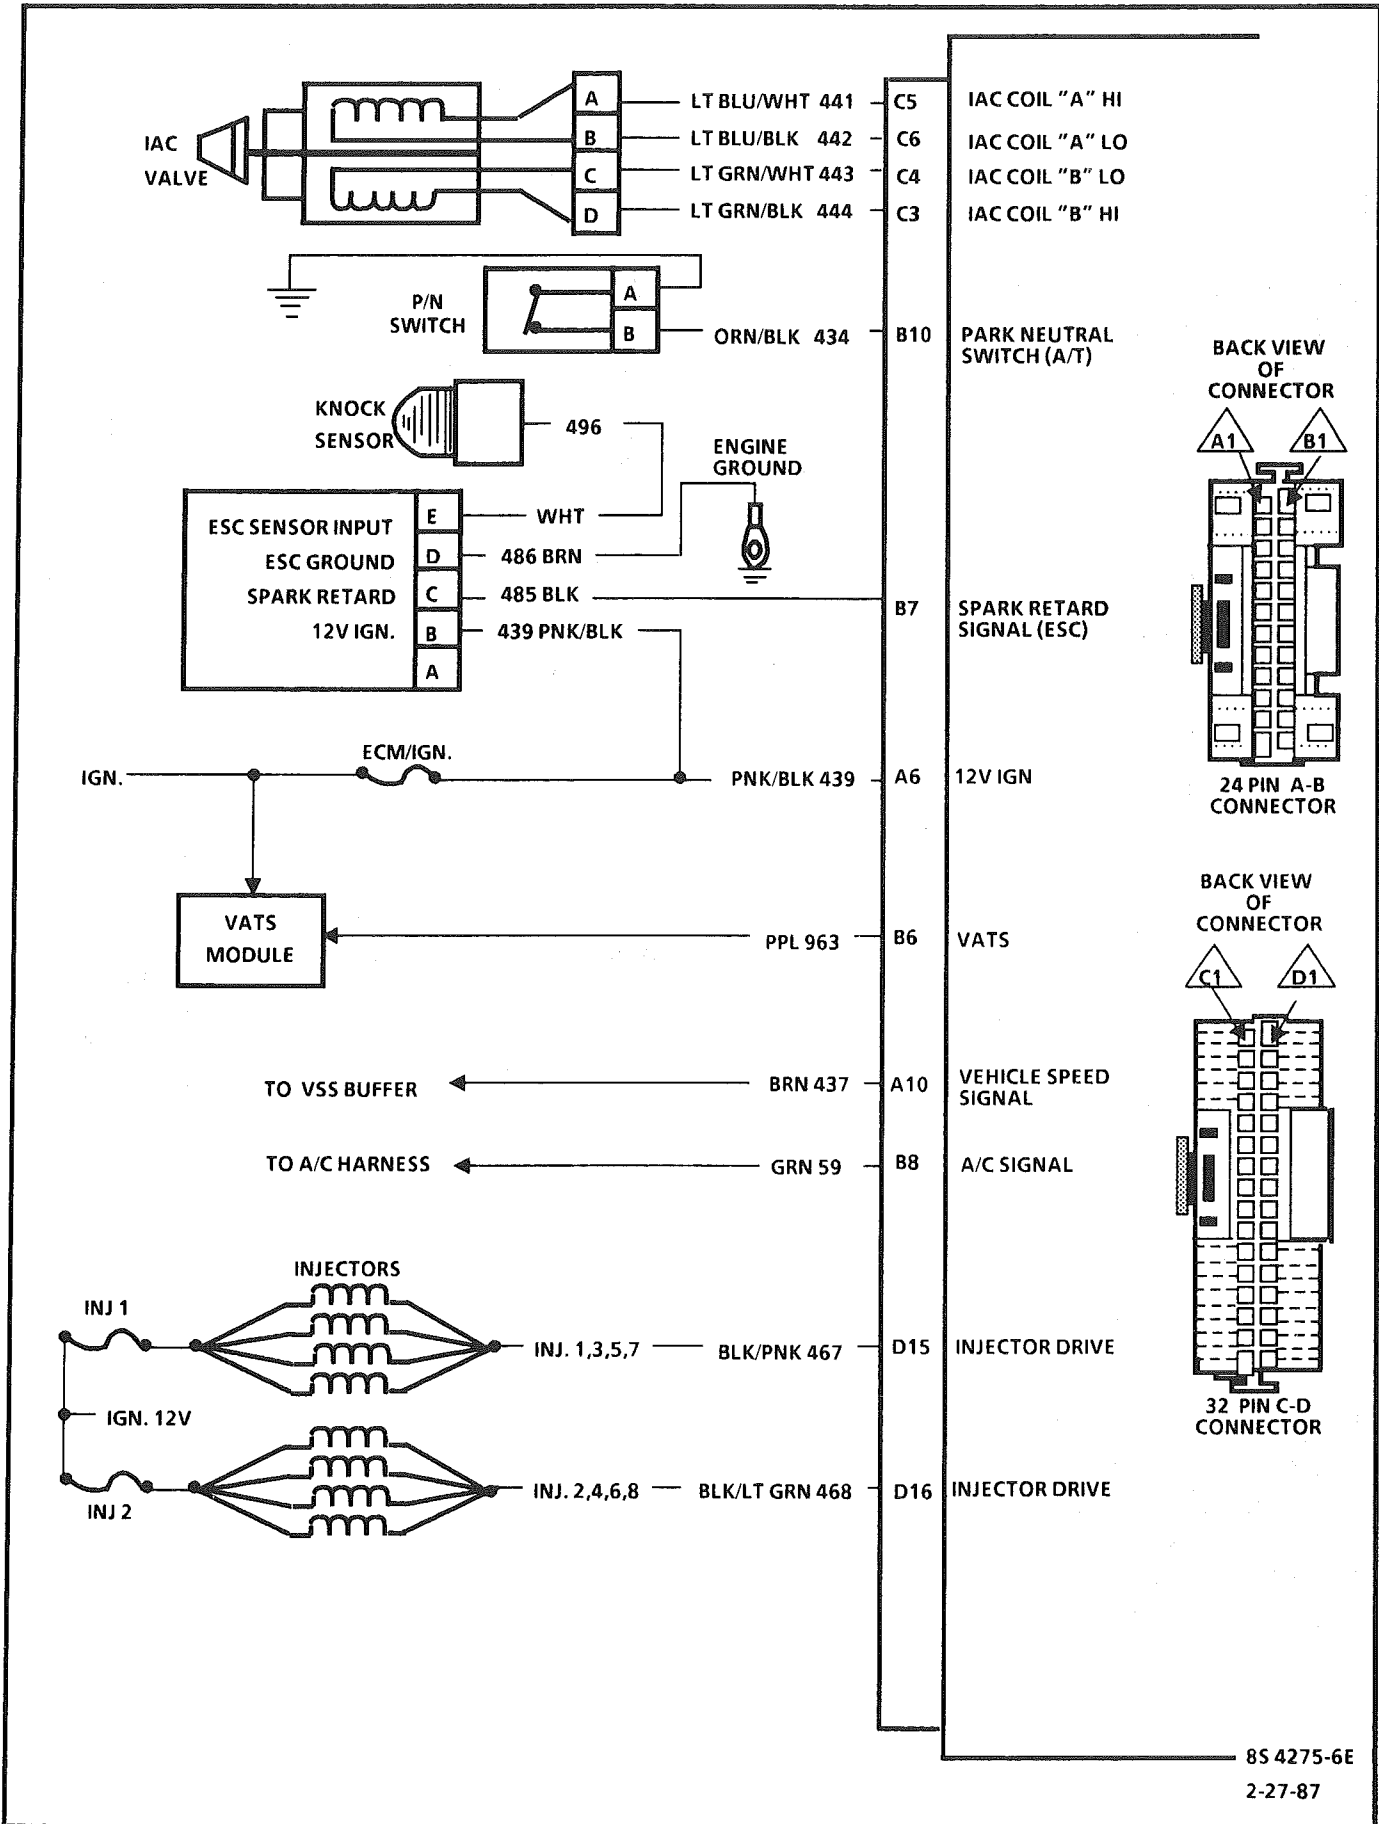 A LT BLU/WHT 441 C5 IAC COIL "A" HI
B LT BLU/BLK 442 C6 IAC COIL "A" LO
IAC
VALVE
C LT GRN/WHT 443 C4 IAC COIL "B" LO
D LT GRN/BLK 444 C3 IAC COIL "B" HI
P/N
SWITCH
A
B ORN/BLK 434 B10 PARK NEUTRAL
SWITCH (A/T)
BACK VIEW
OF
CONNECTOR
A1 B1
KNOCK
SENSOR
496
ENGINE
GROUND
ESC SENSOR INPUT E WHT
ESC GROUND D 486 BRN
SPARK RETARD C 485 BLK B7 SPARK RETARD
SIGNAL (ESC)
12V IGN. B 439 PNK/BLK
A
ECM/IGN.
IGN. PNK/BLK 439 A6 12V IGN
24 PIN A-B
CONNECTOR
BACK VIEW
OF
CONNECTOR
C1 D1
VATS
MODULE
PPL 963 B6 VATS
TO VSS BUFFER BRN 437 A10 VEHICLE SPEED
SIGNAL
TO A/C HARNESS GRN 59 B8 A/C SIGNAL
INJECTORS
INJ 1
INJ. 1,3,5,7 BLK/PNK 467 D15 INJECTOR DRIVE
IGN. 12V
32 PIN C-D
CONNECTOR
INJ. 2,4,6,8 BLK/LT GRN 468 D16 INJECTOR DRIVE
INJ 2
8S 4275-6E
2-27-87